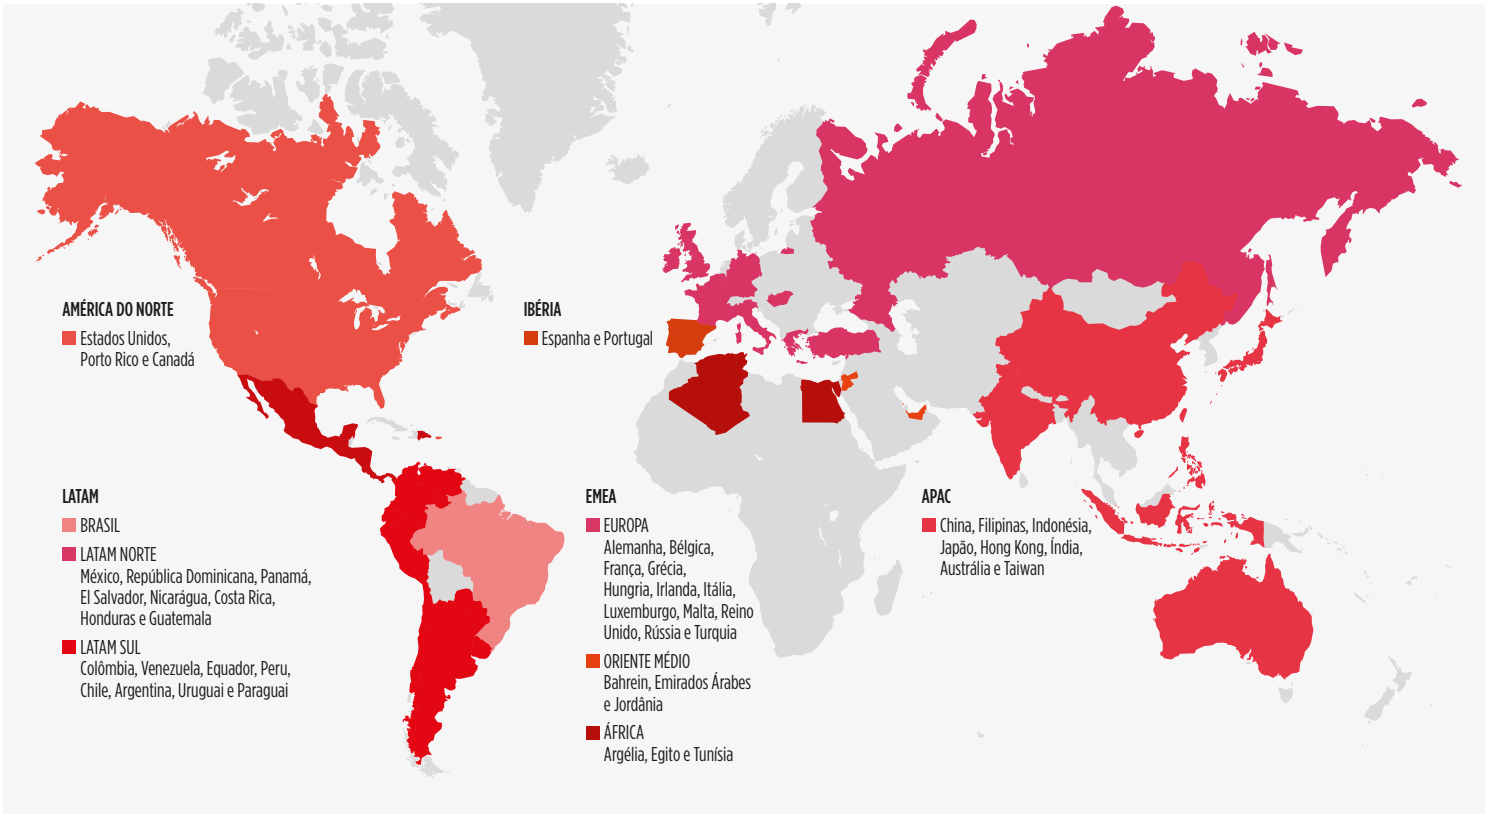 AMÉRICA DO NORTE
Estados Unidos,
Porto Rico e Canadá
IBÉRIA
Espanha e Portugal
LATAM
BRASIL
LATAM NORTE
México, República Dominicana, Panamá,
El Salvador, Nicarágua, Costa Rica,
Honduras e Guatemala
LATAM SUL
Colômbia, Venezuela, Equador, Peru,
Chile, Argentina, Uruguai e Paraguai
EMEA
EUROPA
Alemanha, Bélgica,
França, Grécia,
Hungria, Irlanda, Itália,
Luxemburgo, Malta, Reino
Unido, Rússia e Turquia
ORIENTE MÉDIO
Bahrein, Emirados Árabes
e Jordânia
ÁFRICA
Argélia, Egito e Tunísia
APAC
China, Filipinas, Indonésia,
Japão, Hong Kong, Índia,
Austrália e Taiwan